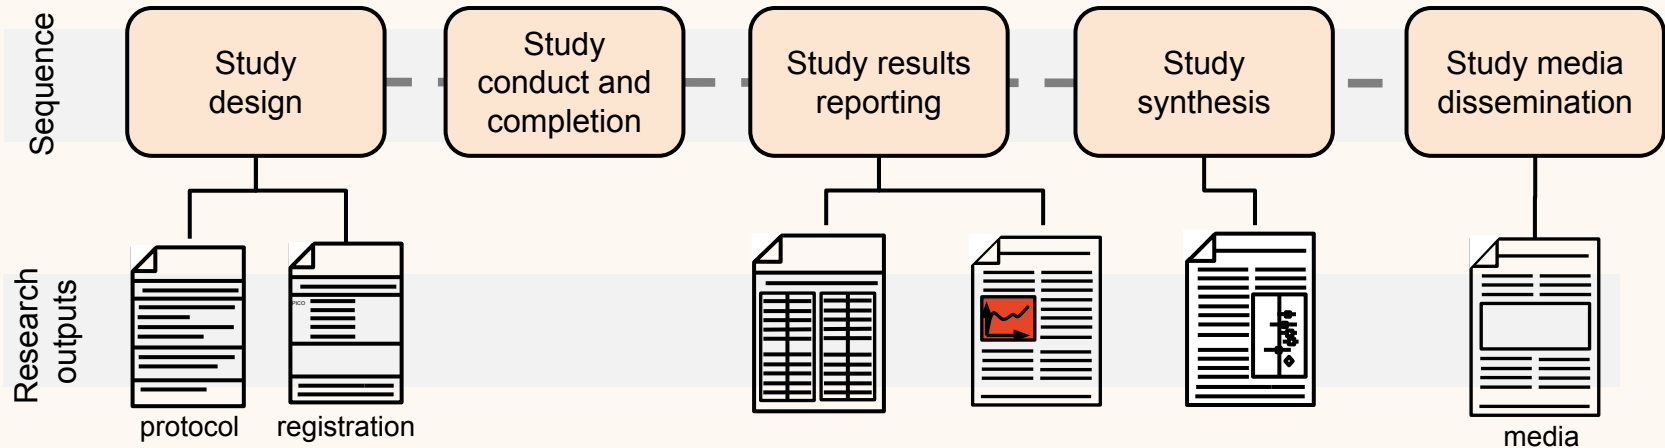 Sequence
Study
design
Study
conduct and
completion
Study results
reporting
Study
synthesis
Study media
dissemination
Research
outputs
PICO
protocol
registration
media